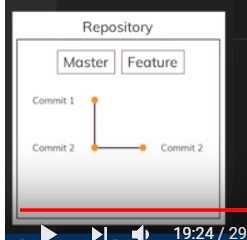 Repository
Master Feature
Commit 1
Commit 2 Commit 2
19:24 / 29